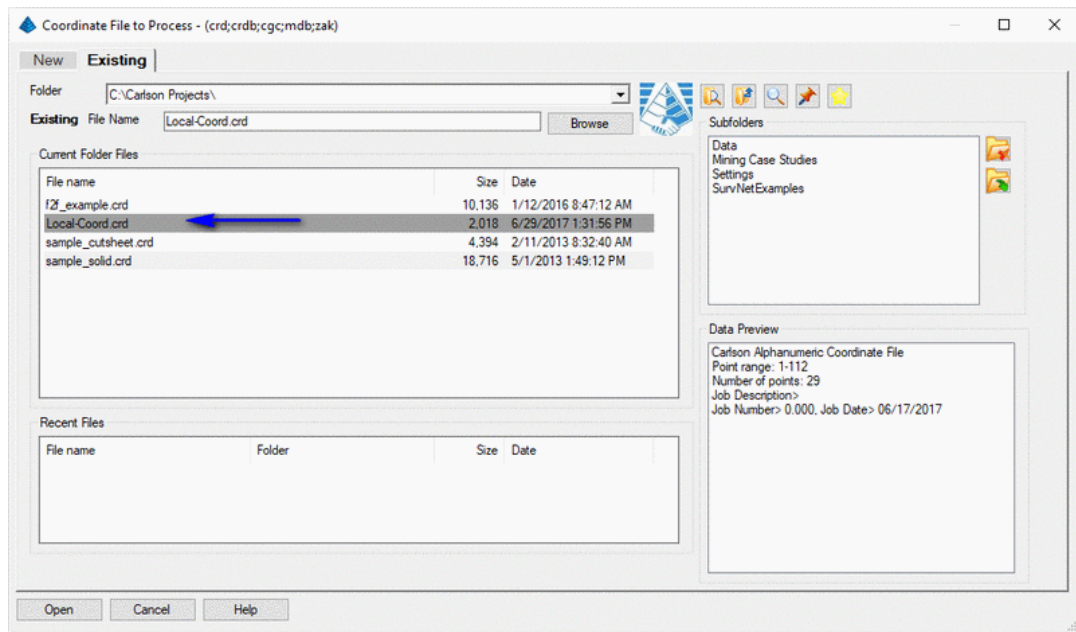 Coordinate File to Process - (crd;crdb;cgc;mdb;zak)
New Existing
Folder C:\Carlson Projects\
Existing File Name Local-Coord.crd Browse
Current Folder Files
File name Size Date
f2f_example.crd 10,136 1/12/2016 8:47:12 AM
Local-Coord.crd 2,018 6/29/2017 1:31:56 PM
sample_cutsheet.crd 4,394 2/11/2013 8:32:40 AM
sample_solid.crd 18,716 5/1/2013 1:49:12 PM
Recent Files
File name Folder Size Date
Subfolders
Data
Mining Case Studies
Settings
SurvNetExamples
Data Preview
Carlson Alphanumeric Coordinate File
Point range: 1-112
Number of points: 29
Job Description>
Job Number> 0.000, Job Date> 06/17/2017
Open Cancel Help